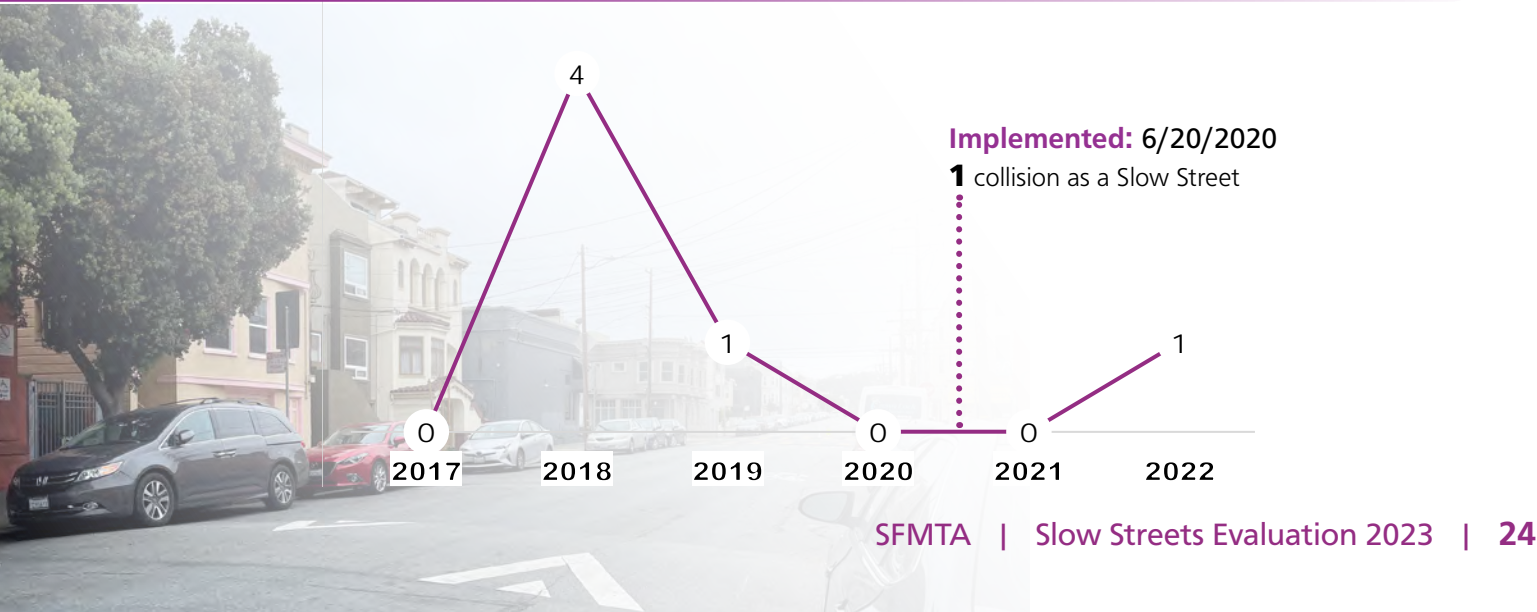 4
Implemented: 6/20/2020
1 collision as a Slow Street
1
1
0
0
0
2017 2018 2019 2020 2021 2022
SFMTA | Slow Streets Evaluation 2023 | 24